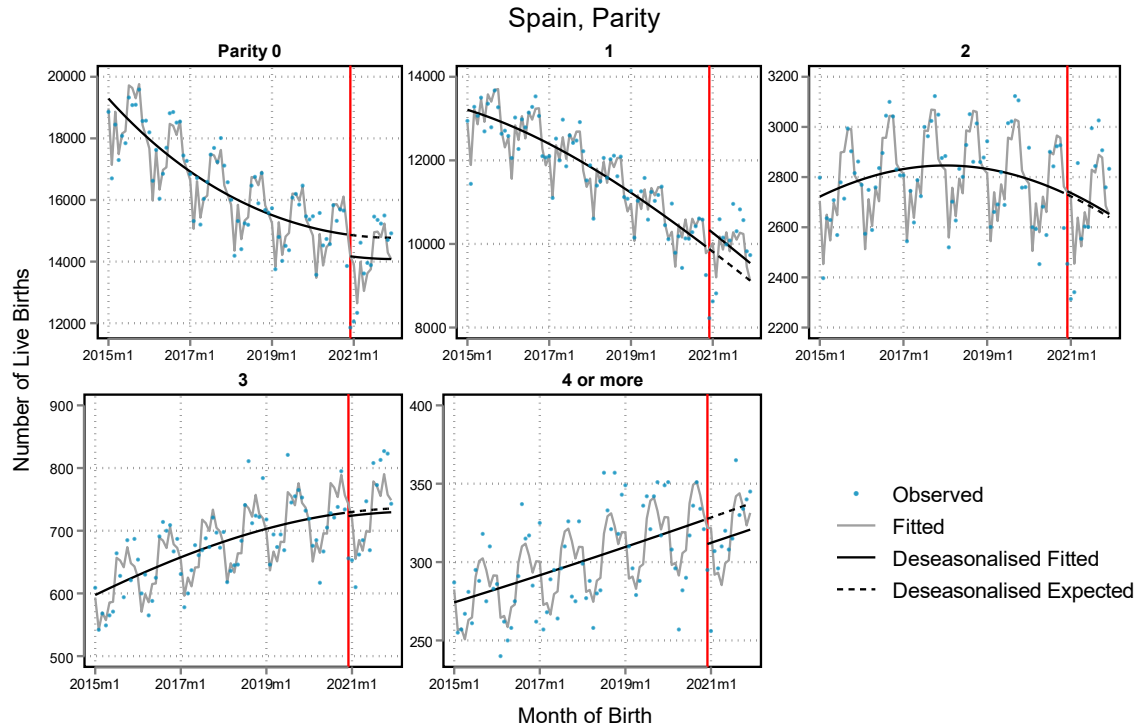 Spain, Parity
Parity 0
1
2
20000
18000
16000
14000
12000
2015m1
2017m1
2019m1
2021m1
14000
12000
10000
8000
2015m1
2017m1
2019m1
2021m1
3200
3000
2800
2600
2400
2200
2015m1
2017m1
2019m1
2021m1
Number of Live Births
3
4 or more
900
800
700
600
500
2015m1
2017m1
2019m1
2021m1
400
350
300
250
2015m1
2017m1
2019m1
2021m1
Observed
Fitted
Deseasonalised Fitted
Deseasonalised Expected
Month of Birth